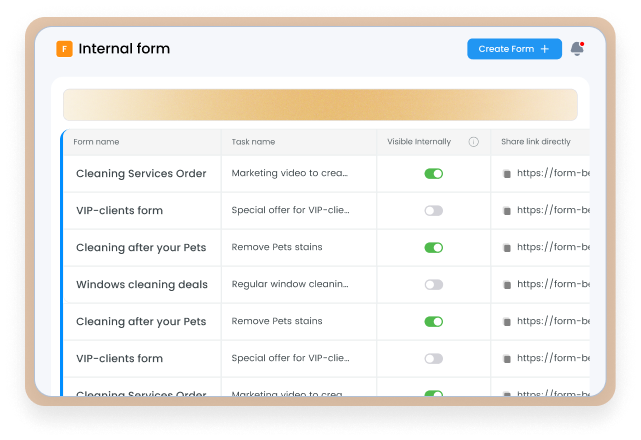 F Internal form
Create Form +
Form name Task name Visible Internally Share link directly
Cleaning Services Order Marketing video to crea... https://form-be
VIP-clients form Special offer for VIP-clie... https://form-be
Cleaning after your Pets Remove Pets stains https://form-be
Windows cleaning deals Regular window cleanin... https://form-be
Cleaning after your Pets Remove Pets stains https://form-be
VIP-clients form Special offer for VIP-clie... https://form-be
Cleaning Services Order Marketing video to crea... https://form-be